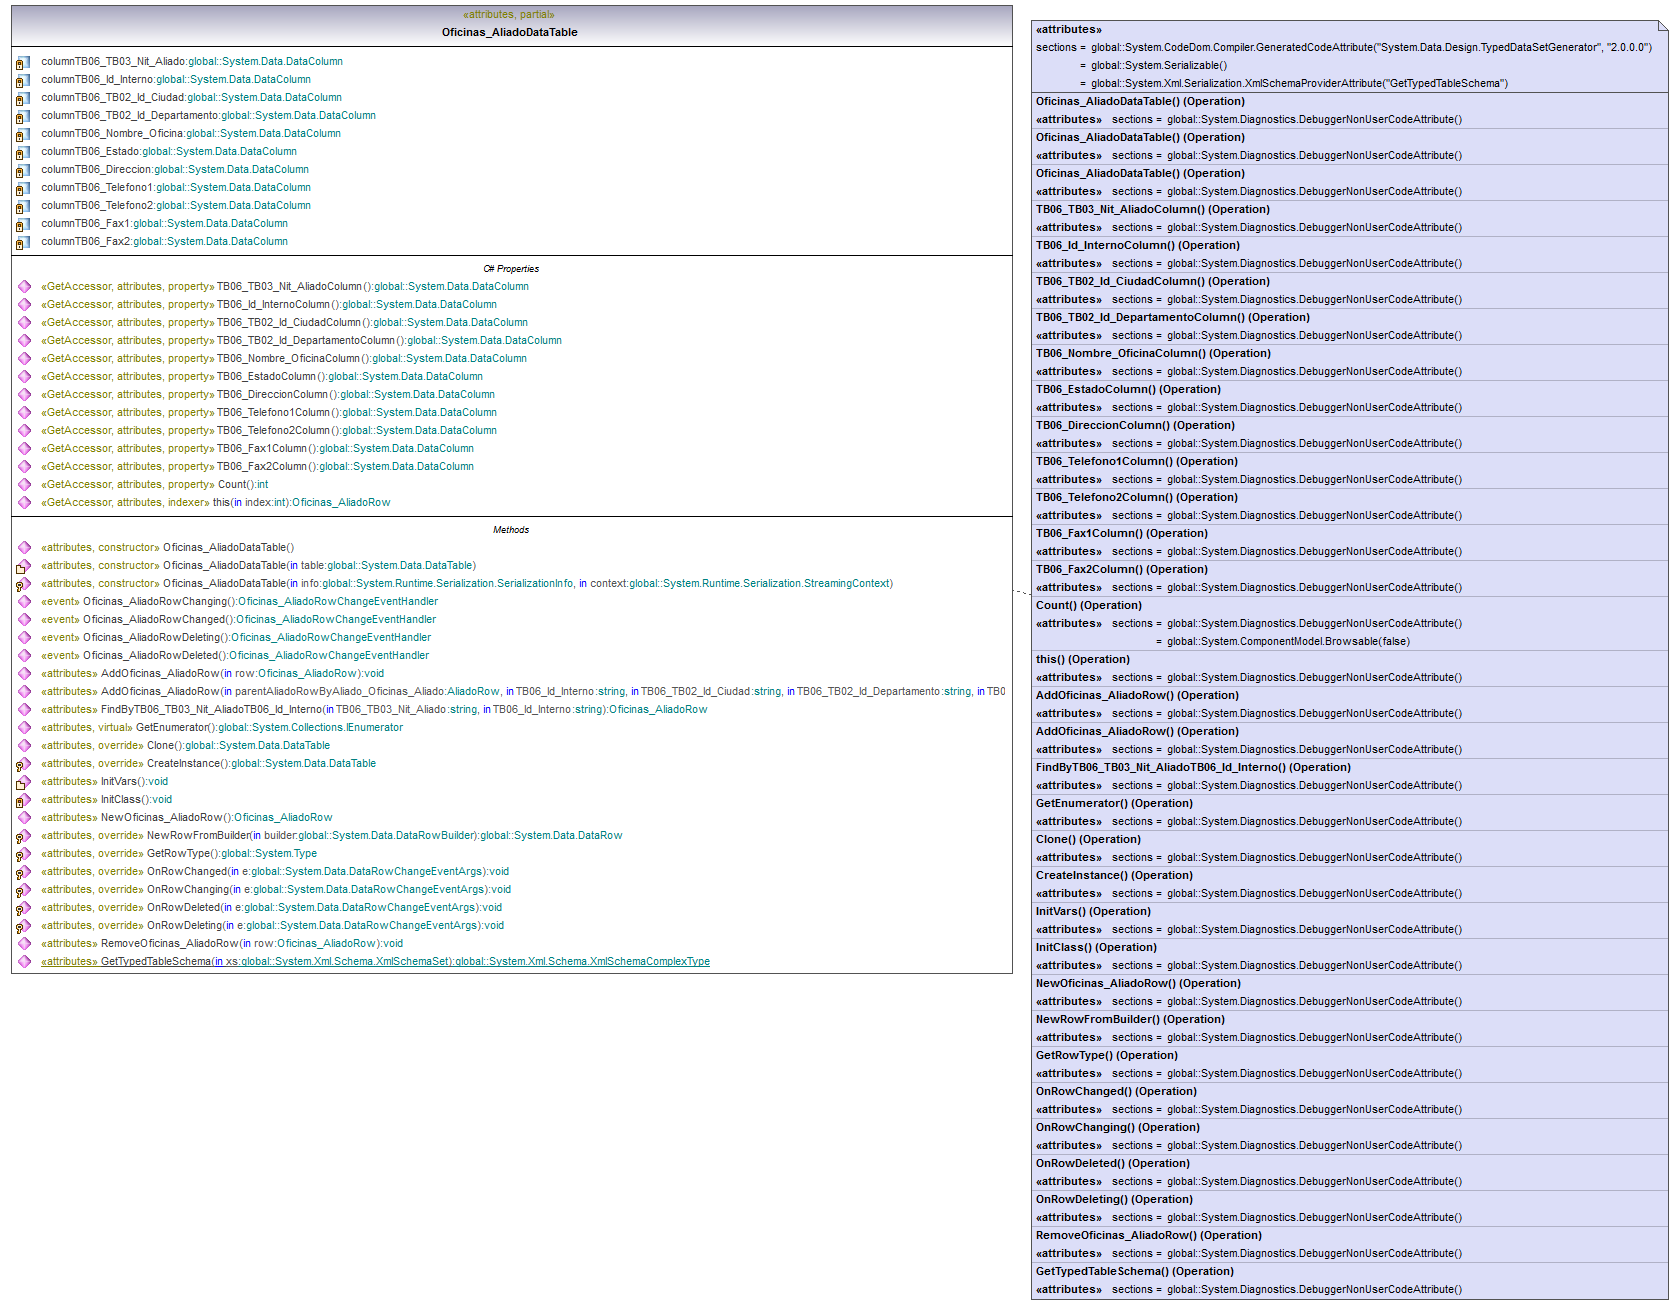 «attributes, partial»
Oficinas_AliadoDataTable
columnTB06_TB03_Nit_Aliado:global::System.Data.DataColumn
columnTB06_Id_Interno:global::System.Data.DataColumn
columnTB06_TB02_Id_Ciudad:global::System.Data.DataColumn
columnTB06_TB02_Id_Departamento:global::System.Data.DataColumn
columnTB06_Nombre_Oficina:global::System.Data.DataColumn
columnTB06_Estado:global::System.Data.DataColumn
columnTB06_Direccion:global::System.Data.DataColumn
columnTB06_Telefono1:global::System.Data.DataColumn
columnTB06_Telefono2:global::System.Data.DataColumn
columnTB06_Fax1:global::System.Data.DataColumn
columnTB06_Fax2:global::System.Data.DataColumn
C# Properties
«GetAccessor, attributes, property» TB06_TB03_Nit_AliadoColumn():global::System.Data.DataColumn
«GetAccessor, attributes, property» TB06_Id_InternoColumn():global::System.Data.DataColumn
«GetAccessor, attributes, property» TB06_TB02_Id_CiudadColumn():global::System.Data.DataColumn
«GetAccessor, attributes, property» TB06_TB02_Id_DepartamentoColumn():global::System.Data.DataColumn
«GetAccessor, attributes, property» TB06_Nombre_OficinaColumn():global::System.Data.DataColumn
«GetAccessor, attributes, property» TB06_EstadoColumn():global::System.Data.DataColumn
«GetAccessor, attributes, property» TB06_DireccionColumn():global::System.Data.DataColumn
«GetAccessor, attributes, property» TB06_Telefono1Column():global::System.Data.DataColumn
«GetAccessor, attributes, property» TB06_Telefono2Column():global::System.Data.DataColumn
«GetAccessor, attributes, property» TB06_Fax1Column():global::System.Data.DataColumn
«GetAccessor, attributes, property» TB06_Fax2Column():global::System.Data.DataColumn
«GetAccessor, attributes, property» Count():int
«GetAccessor, attributes, indexer» this(in index:int):Oficinas_AliadoRow
Methods
«attributes, constructor» Oficinas_AliadoDataTable()
«attributes, constructor» Oficinas_AliadoDataTable(in table:global::System.Data.DataTable)
«attributes, constructor» Oficinas_AliadoDataTable(in info:global::System.Runtime.Serialization.SerializationInfo, in context:global::System.Runtime.Serialization.StreamingContext)
«event» Oficinas_AliadoRowChanging():Oficinas_AliadoRowChangeEventHandler
«event» Oficinas_AliadoRowChanged():Oficinas_AliadoRowChangeEventHandler
«event» Oficinas_AliadoRowDeleting():Oficinas_AliadoRowChangeEventHandler
«event» Oficinas_AliadoRowDeleted():Oficinas_AliadoRowChangeEventHandler
«attributes» AddOficinas_AliadoRow(in row:Oficinas_AliadoRow):void
«attributes» AddOficinas_AliadoRow(in parentAliadoRowByAliado_Oficinas_Aliado:AliadoRow, in TB06_Id_Interno:string, in TB06_TB02_Id_Ciudad:string, in TB06_TB02_Id_Departamento:string, in TB0
«attributes» FindByTB06_TB03_Nit_AliadoTB06_Id_Interno(in TB06_TB03_Nit_Aliado:string, in TB06_Id_Interno:string):Oficinas_AliadoRow
«attributes, virtual» GetEnumerator():global::System.Collections.IEnumerator
«attributes, override» Clone():global::System.Data.DataTable
«attributes, override» CreateInstance():global::System.Data.DataTable
«attributes» InitVars():void
«attributes» InitClass():void
«attributes» NewOficinas_AliadoRow():Oficinas_AliadoRow
«attributes, override» NewRowFromBuilder(in builder:global::System.Data.DataRowBuilder):global::System.Data.DataRow
«attributes, override» GetRowType():global::System.Type
«attributes, override» OnRowChanged(in e:global::System.Data.DataRowChangeEventArgs):void
«attributes, override» OnRowChanging(in e:global::System.Data.DataRowChangeEventArgs):void
«attributes, override» OnRowDeleted(in e:global::System.Data.DataRowChangeEventArgs):void
«attributes, override» OnRowDeleting(in e:global::System.Data.DataRowChangeEventArgs):void
«attributes» RemoveOficinas_AliadoRow(in row:Oficinas_AliadoRow):void
«attributes» GetTypedTableSchema(in xs:global::System.Xml.Schema.XmlSchemaSet):global::System.Xml.Schema.XmlSchemaComplexType
«attributes»
sections = global::System.CodeDom.Compiler.GeneratedCodeAttribute("System.Data.Design.TypedDataSetGenerator", "2.0.0.0")
= global::System.Serializable()
= global::System.Xml.Serialization.XmlSchemaProviderAttribute("GetTypedTableSchema")
Oficinas_AliadoDataTable() (Operation)
«attributes» sections = global::System.Diagnostics.DebuggerNonUserCodeAttribute()
Oficinas_AliadoDataTable() (Operation)
«attributes» sections = global::System.Diagnostics.DebuggerNonUserCodeAttribute()
Oficinas_AliadoDataTable() (Operation)
«attributes» sections = global::System.Diagnostics.DebuggerNonUserCodeAttribute()
TB06_TB03_Nit_AliadoColumn() (Operation)
«attributes» sections = global::System.Diagnostics.DebuggerNonUserCodeAttribute()
TB06_Id_InternoColumn() (Operation)
«attributes» sections = global::System.Diagnostics.DebuggerNonUserCodeAttribute()
TB06_TB02_Id_CiudadColumn() (Operation)
«attributes» sections = global::System.Diagnostics.DebuggerNonUserCodeAttribute()
TB06_TB02_Id_DepartamentoColumn() (Operation)
«attributes» sections = global::System.Diagnostics.DebuggerNonUserCodeAttribute()
TB06_Nombre_OficinaColumn() (Operation)
«attributes» sections = global::System.Diagnostics.DebuggerNonUserCodeAttribute()
TB06_EstadoColumn() (Operation)
«attributes» sections = global::System.Diagnostics.DebuggerNonUserCodeAttribute()
TB06_DireccionColumn() (Operation)
«attributes» sections = global::System.Diagnostics.DebuggerNonUserCodeAttribute()
TB06_Telefono1Column() (Operation)
«attributes» sections = global::System.Diagnostics.DebuggerNonUserCodeAttribute()
TB06_Telefono2Column() (Operation)
«attributes» sections = global::System.Diagnostics.DebuggerNonUserCodeAttribute()
TB06_Fax1Column() (Operation)
«attributes» sections = global::System.Diagnostics.DebuggerNonUserCodeAttribute()
TB06_Fax2Column() (Operation)
«attributes» sections = global::System.Diagnostics.DebuggerNonUserCodeAttribute()
Count() (Operation)
«attributes» sections = global::System.Diagnostics.DebuggerNonUserCodeAttribute()
= global::System.ComponentModel.Browsable(false)
this() (Operation)
«attributes» sections = global::System.Diagnostics.DebuggerNonUserCodeAttribute()
AddOficinas_AliadoRow() (Operation)
«attributes» sections = global::System.Diagnostics.DebuggerNonUserCodeAttribute()
AddOficinas_AliadoRow() (Operation)
«attributes» sections = global::System.Diagnostics.DebuggerNonUserCodeAttribute()
FindByTB06_TB03_Nit_AliadoTB06_Id_Interno() (Operation)
«attributes» sections = global::System.Diagnostics.DebuggerNonUserCodeAttribute()
GetEnumerator() (Operation)
«attributes» sections = global::System.Diagnostics.DebuggerNonUserCodeAttribute()
Clone() (Operation)
«attributes» sections = global::System.Diagnostics.DebuggerNonUserCodeAttribute()
CreateInstance() (Operation)
«attributes» sections = global::System.Diagnostics.DebuggerNonUserCodeAttribute()
InitVars() (Operation)
«attributes» sections = global::System.Diagnostics.DebuggerNonUserCodeAttribute()
InitClass() (Operation)
«attributes» sections = global::System.Diagnostics.DebuggerNonUserCodeAttribute()
NewOficinas_AliadoRow() (Operation)
«attributes» sections = global::System.Diagnostics.DebuggerNonUserCodeAttribute()
NewRowFromBuilder() (Operation)
«attributes» sections = global::System.Diagnostics.DebuggerNonUserCodeAttribute()
GetRowType() (Operation)
«attributes» sections = global::System.Diagnostics.DebuggerNonUserCodeAttribute()
OnRowChanged() (Operation)
«attributes» sections = global::System.Diagnostics.DebuggerNonUserCodeAttribute()
OnRowChanging() (Operation)
«attributes» sections = global::System.Diagnostics.DebuggerNonUserCodeAttribute()
OnRowDeleted() (Operation)
«attributes» sections = global::System.Diagnostics.DebuggerNonUserCodeAttribute()
OnRowDeleting() (Operation)
«attributes» sections = global::System.Diagnostics.DebuggerNonUserCodeAttribute()
RemoveOficinas_AliadoRow() (Operation)
«attributes» sections = global::System.Diagnostics.DebuggerNonUserCodeAttribute()
GetTypedTableSchema() (Operation)
«attributes» sections = global::System.Diagnostics.DebuggerNonUserCodeAttribute()